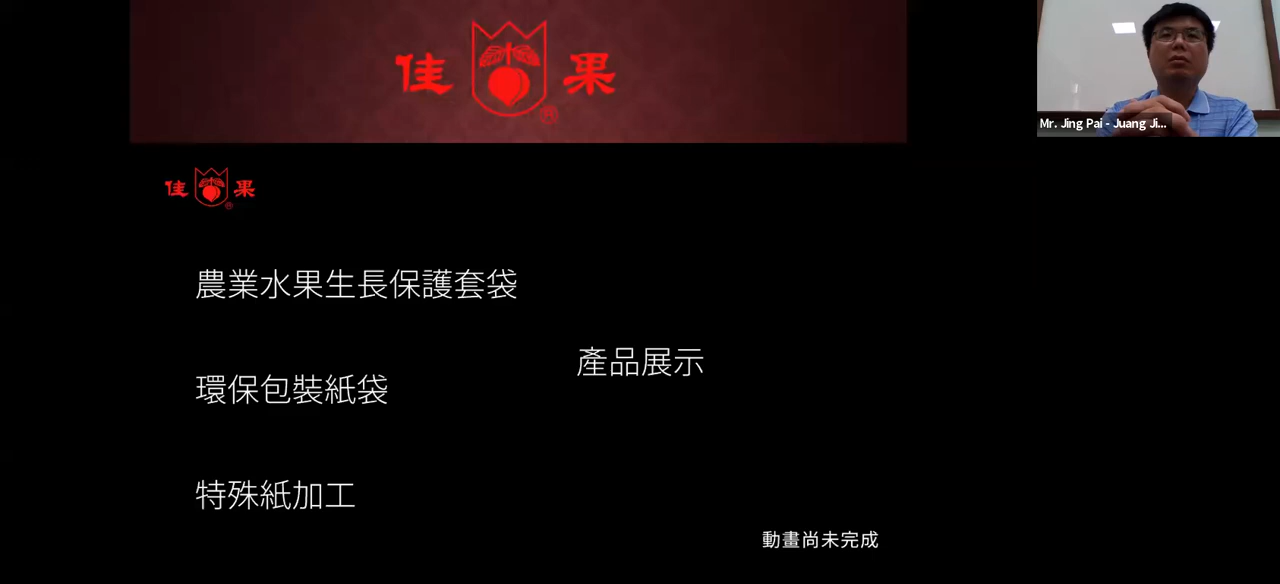 佳 果
®
Mr. Jing Pai - Juang Ji...
佳 果
®
農業水果生長保護套袋
產品展示
環保包裝紙袋
特殊紙加工
動畫尚未完成